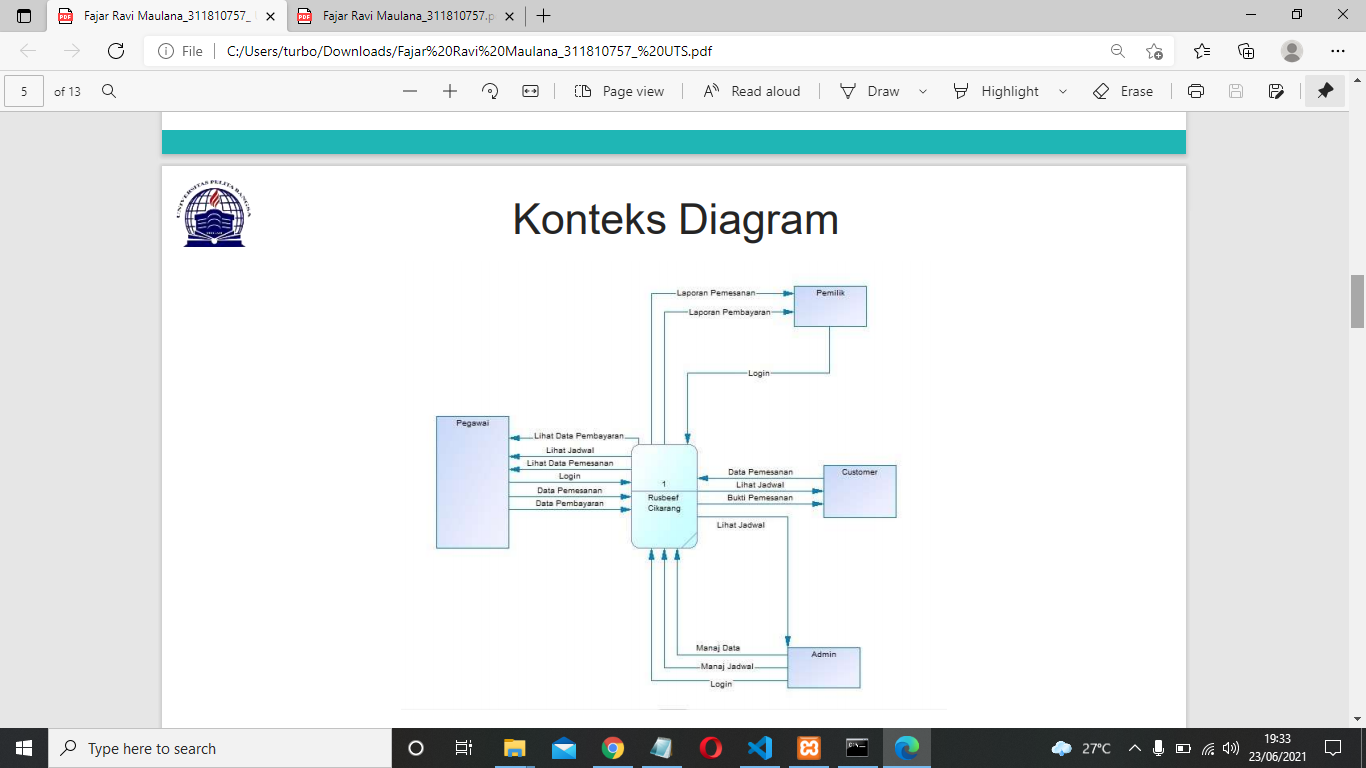 Fajar Ravi Maulana_311810757_
Fajar Ravi Maulana_311810757.p
File
C:/Users/turbo/Downloads/Fajar%20Ravi%20Maulana_311810757_%20UTS.pdf
5 of 13
Page view
Read aloud
Draw
Highlight
Erase
UNIVERSITAS PELITA BANGSA
Konteks Diagram
Laporan Pemesanan
Pemilik
Laporan Pembayaran
Login
Pegawai
Lihat Data Pembayaran
Lihat Jadwal
Lihat Data Pemesanan
Login
Data Pemesanan
Data Pembayaran
1
Rusbeef
Cikarang
Data Pemesanan
Customer
Lihat Jadwal
Bukti Pemesanan
Lihat Jadwal
Manaj Data
Admin
Manaj Jadwal
Login
Type here to search
27°C
19:33
23/06/2021